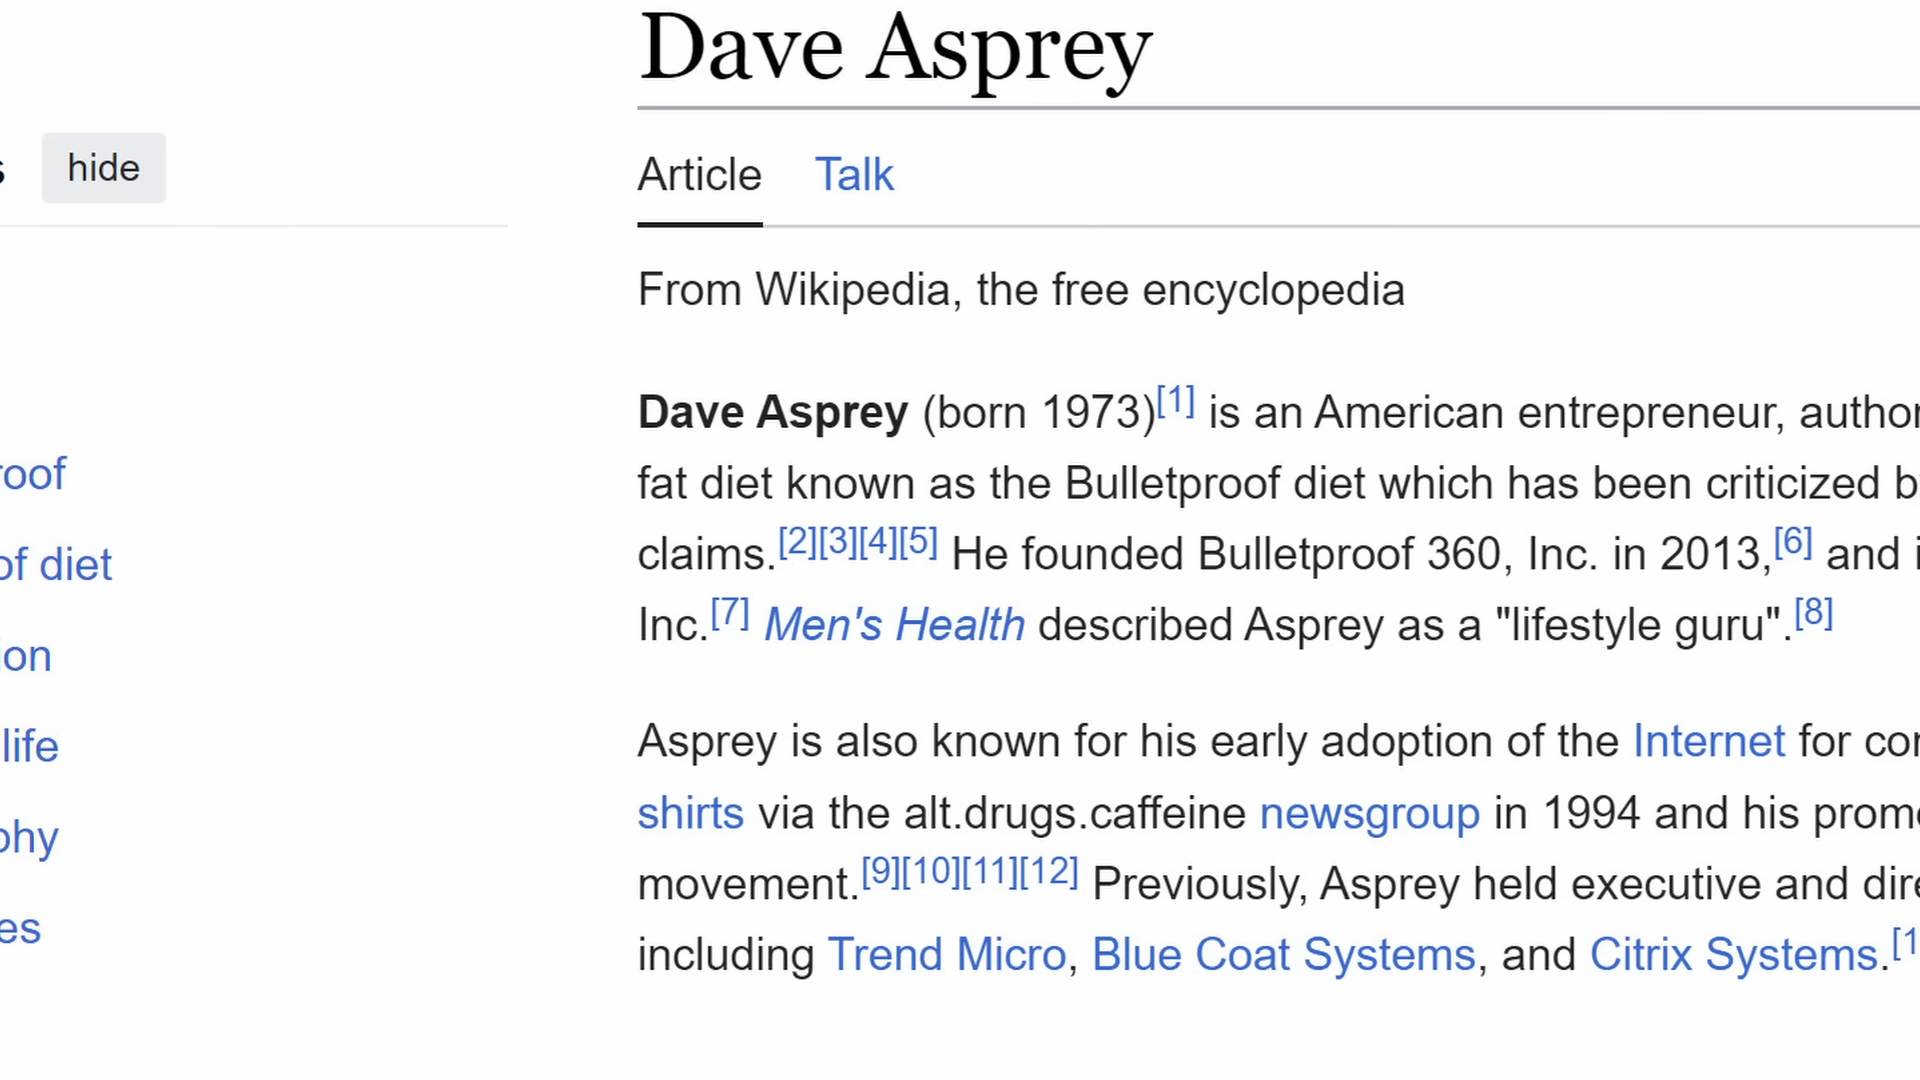 Dave Asprey
hide
Article Talk
From Wikipedia, the free encyclopedia
Dave Asprey (born 1973)[1] is an American entrepreneur, author
fat diet known as the Bulletproof diet which has been criticized
claims.[2][3][4][5] He founded Bulletproof 360, Inc. in 2013,[6] and
Inc.[7] Men's Health described Asprey as a "lifestyle guru".[8]
Asprey is also known for his early adoption of the Internet for
shirts via the alt.drugs.caffeine newsgroup in 1994 and his
movement.[9][10][11][12] Previously, Asprey held executive and
including Trend Micro, Blue Coat Systems, and Citrix Systems.
of diet
life